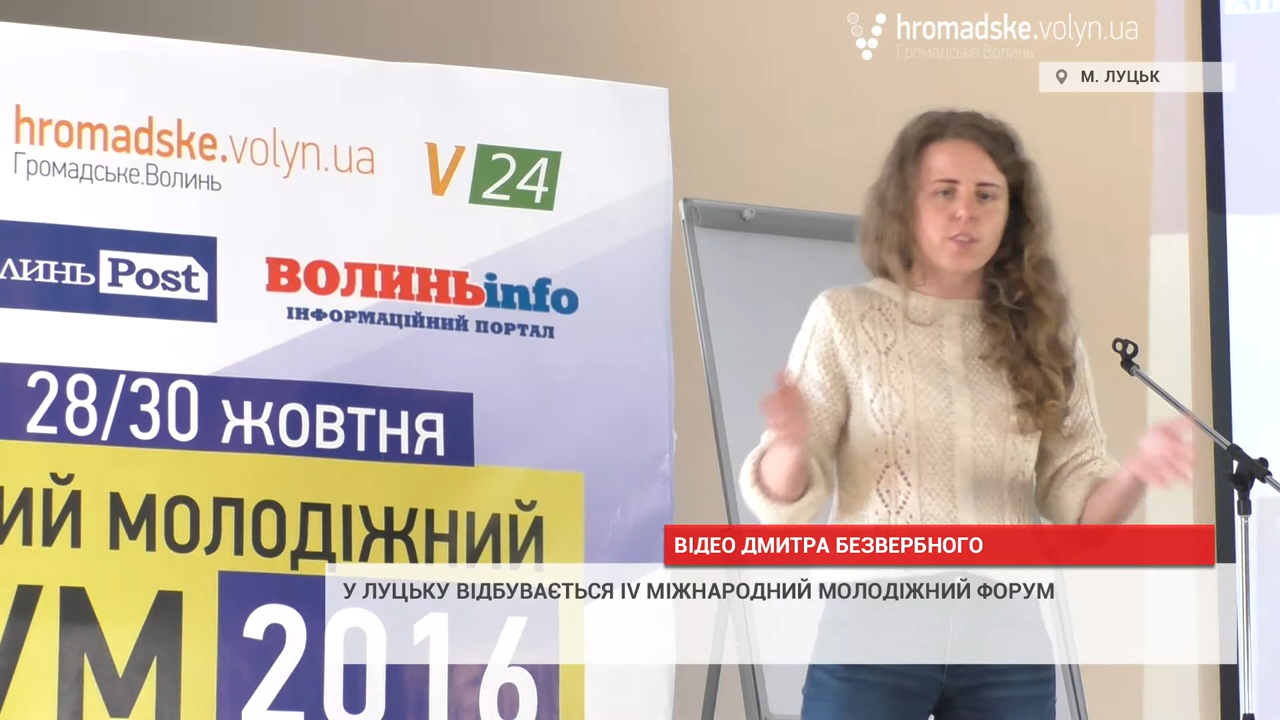 hromadske.volyn.ua
Громадське Волинь
М. ЛУЦЬК
hromadske.volyn.ua
Громадське.Волинь
V 24
линь Post
ВОЛИНЬinfo
ІНФОРМАЦІЙНИЙ ПОРТАЛ
28/30 ЖОВТНЯ
ИЙ МОЛОДІЖНИЙ
УМ 2016
ВІДЕО ДМИТРА БЕЗВЕРБНОГО
У ЛУЦЬКУ ВІДБУВАЄТЬСЯ IV МІЖНАРОДНИЙ МОЛОДІЖНИЙ ФОРУМ